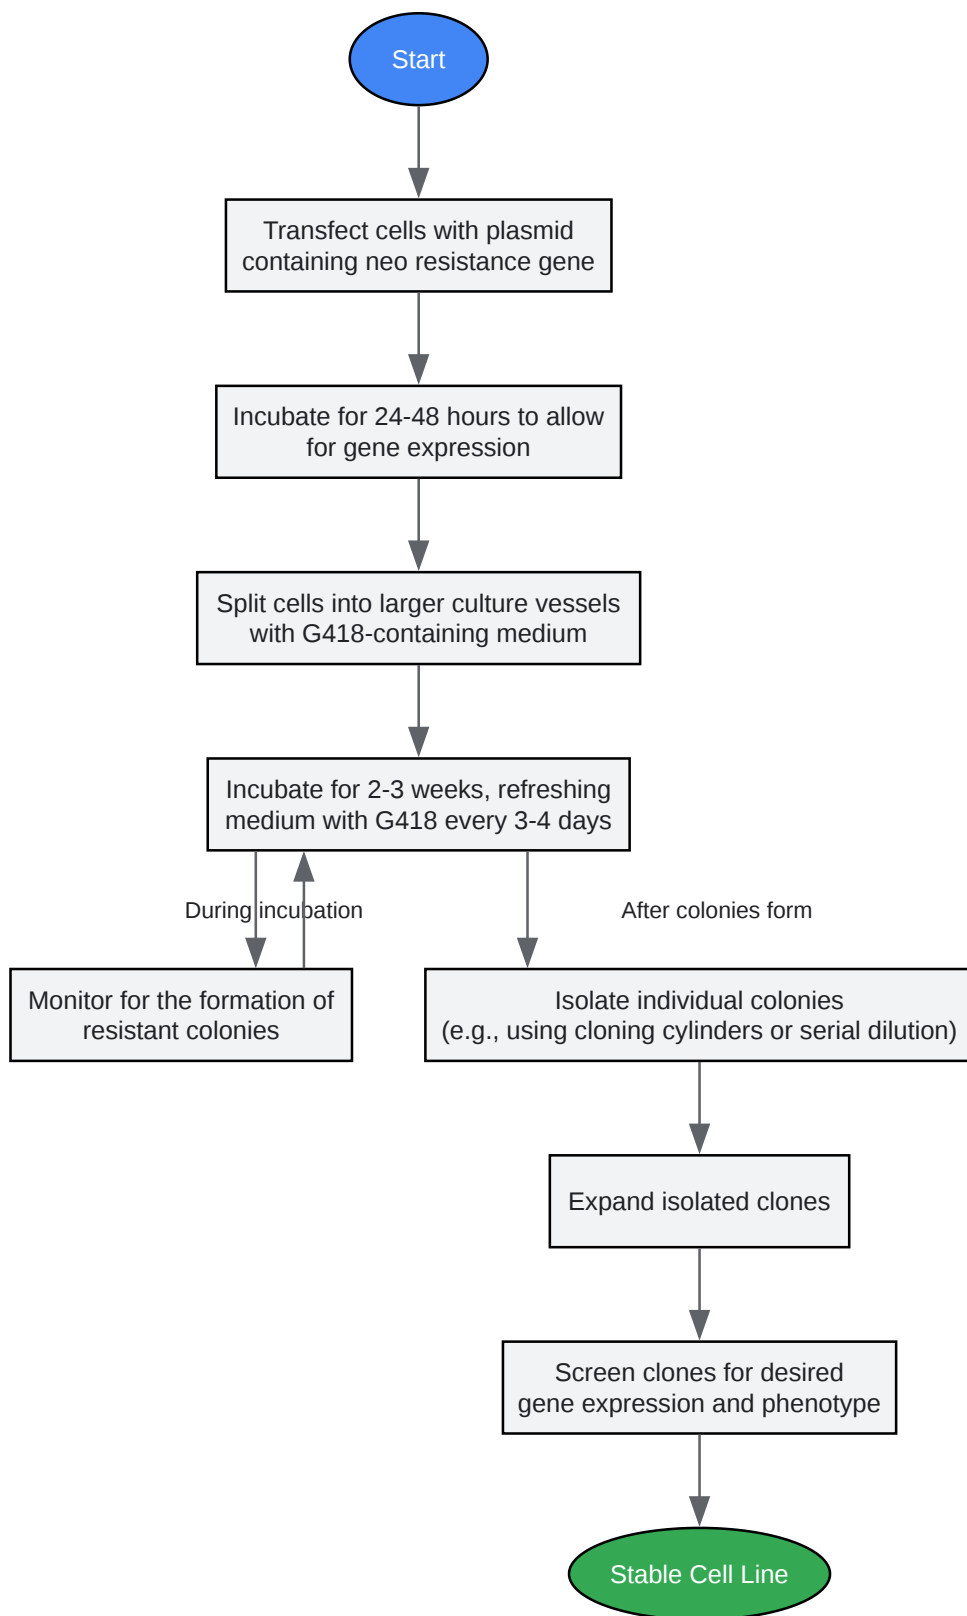 Start
Transfect cells with plasmid
containing neo resistance gene
Incubate for 24-48 hours to allow
for gene expression
Split cells into larger culture vessels
with G418-containing medium
Incubate for 2-3 weeks, refreshing
medium with G418 every 3-4 days
During incubation
After colonies form
Monitor for the formation of
resistant colonies
Isolate individual colonies
(e.g., using cloning cylinders or serial dilution)
Expand isolated clones
Screen clones for desired
gene expression and phenotype
Stable Cell Line